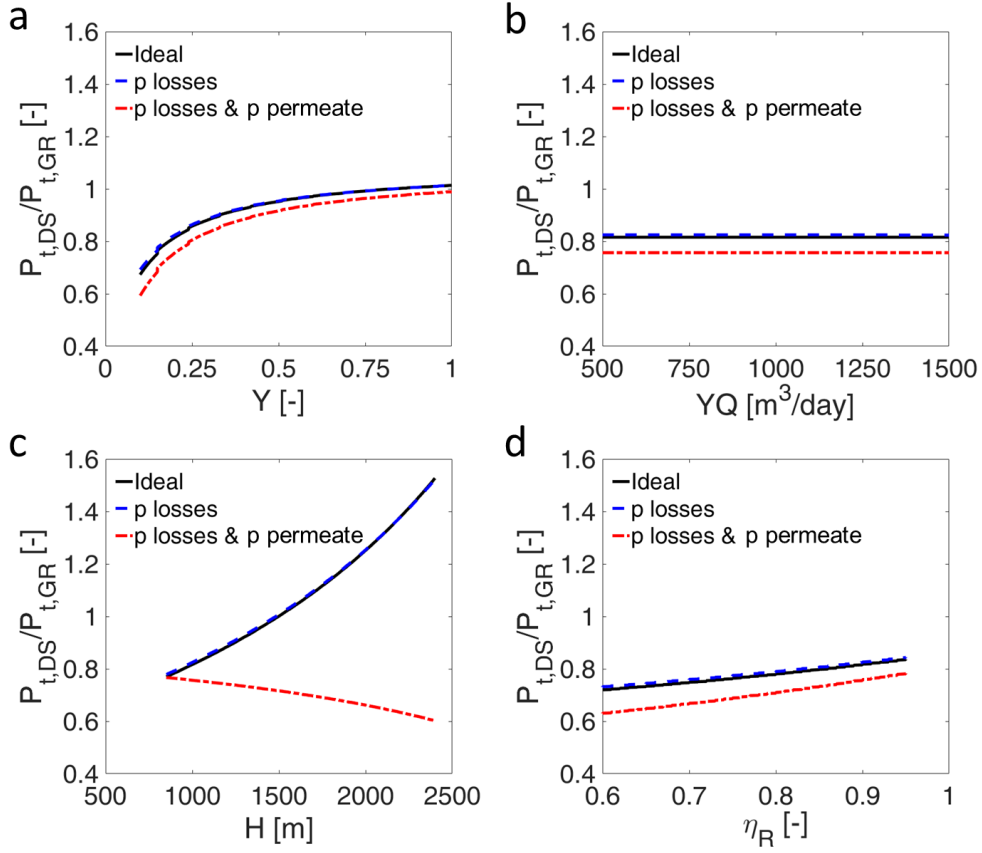 a
P_t,DS/P_t,GR [-]
1.6
1.4
1.2
1
0.8
0.6
0.4
Ideal
p losses
p losses & p permeate
0 0.25 0.5 0.75 1
Y [-]
b
P_t,DS/P_t,GR [-]
1.6
1.4
1.2
1
0.8
0.6
0.4
Ideal
p losses
p losses & p permeate
500 750 1000 1250 1500
YQ [m³/day]
c
P_t,DS/P_t,GR [-]
1.6
1.4
1.2
1
0.8
0.6
0.4
Ideal
p losses
p losses & p permeate
500 1000 1500 2000 2500
H [m]
d
P_t,DS/P_t,GR [-]
1.6
1.4
1.2
1
0.8
0.6
0.4
Ideal
p losses
p losses & p permeate
0.6 0.7 0.8 0.9 1
η_R [-]